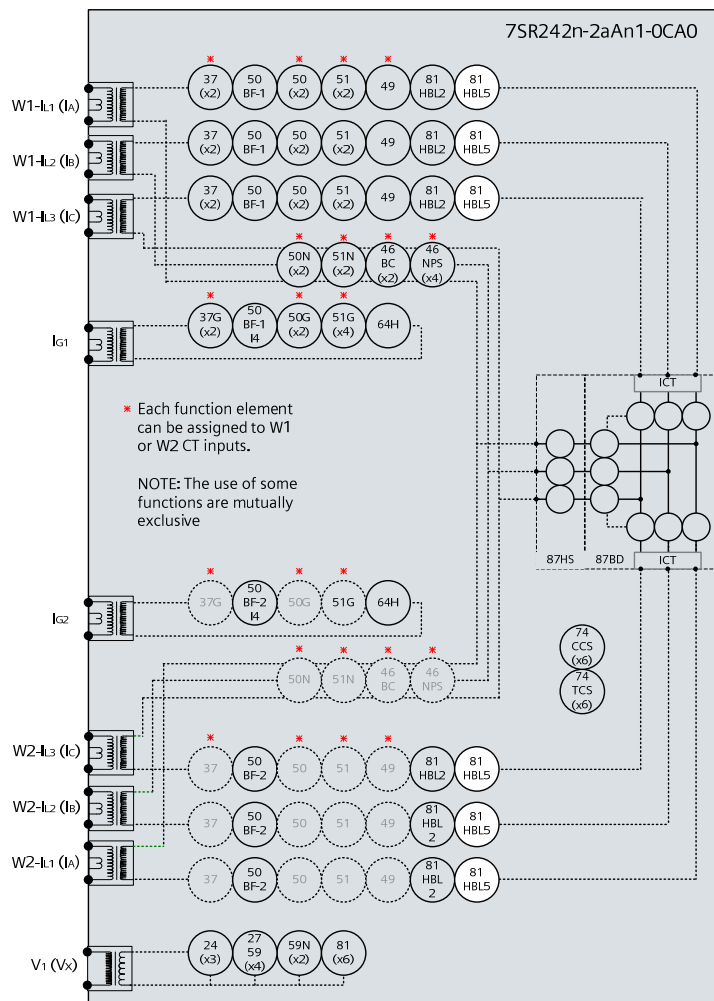 7SR242n-2aAn1-0CA0
* * * *
W1-IL1 (IA)
37 (x2)
50 BF-1
50 (x2)
51 (x2)
49
81 HBL2
81 HBL5
W1-IL2 (IB)
37 (x2)
50 BF-1
50 (x2)
51 (x2)
49
81 HBL2
81 HBL5
W1-IL3 (IC)
37 (x2)
50 BF-1
50 (x2)
51 (x2)
49
81 HBL2
81 HBL5
* * * *
50N (x2)
51N (x2)
46 BC (x2)
46 NPS (x4)
* * *
IG1
37G (x2)
50 BF-1 I4
50G (x2)
51G (x4)
64H
ICT
* Each function element
can be assigned to W1
or W2 CT inputs.
NOTE: The use of some
functions are mutually
exclusive
87HS
87BD
ICT
* * *
IG2
37G
50 BF-2 I4
50G
51G
64H
74 CCS (x6)
74 TCS (x6)
* * * *
50N
51N
46 BC
46 NPS
* * * *
W2-IL3 (IC)
37
50 BF-2
50
51
49
81 HBL2
81 HBL5
W2-IL2 (IB)
37
50 BF-2
50
51
49
81 HBL 2
81 HBL5
W2-IL1 (IA)
37
50 BF-2
50
51
49
81 HBL 2
81 HBL5
V1 (VX)
24 (x3)
27 59 (x4)
59N (x2)
81 (x6)